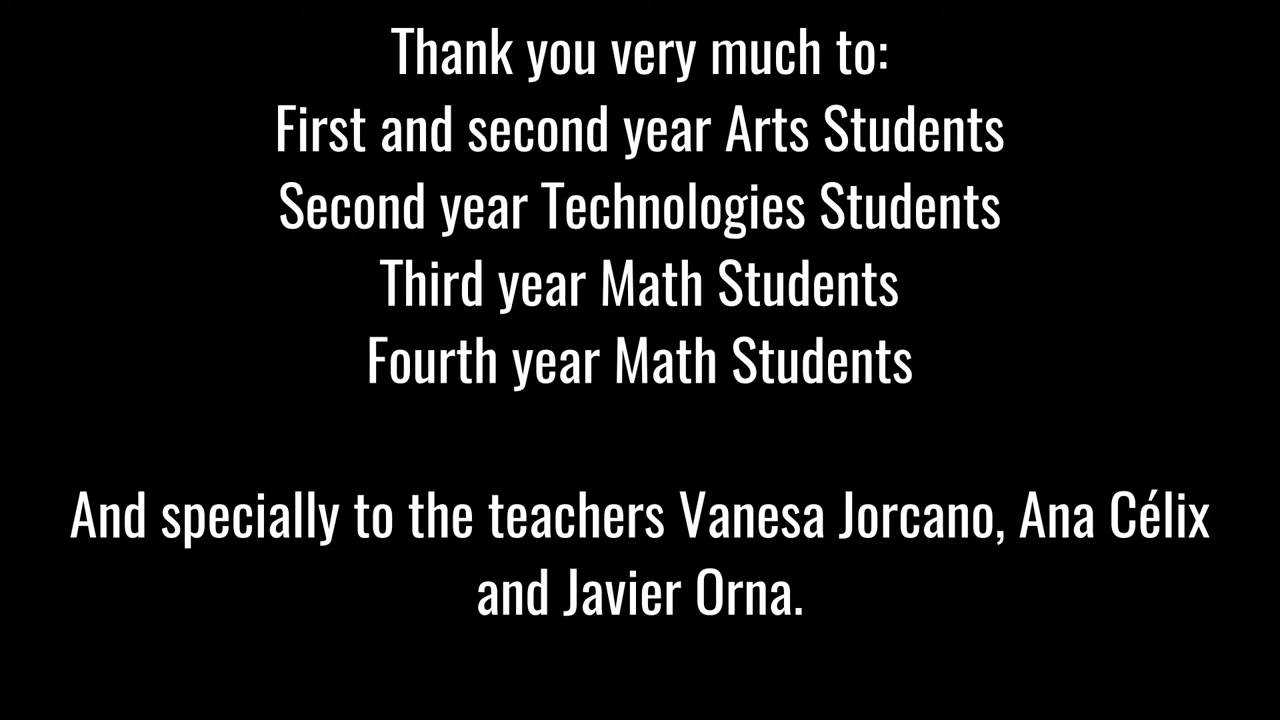 Thank you very much to:
First and second year Arts Students
Second year Technologies Students
Third year Math Students
Fourth year Math Students
And specially to the teachers Vanesa Jorcano, Ana Célix
and Javier Orna.